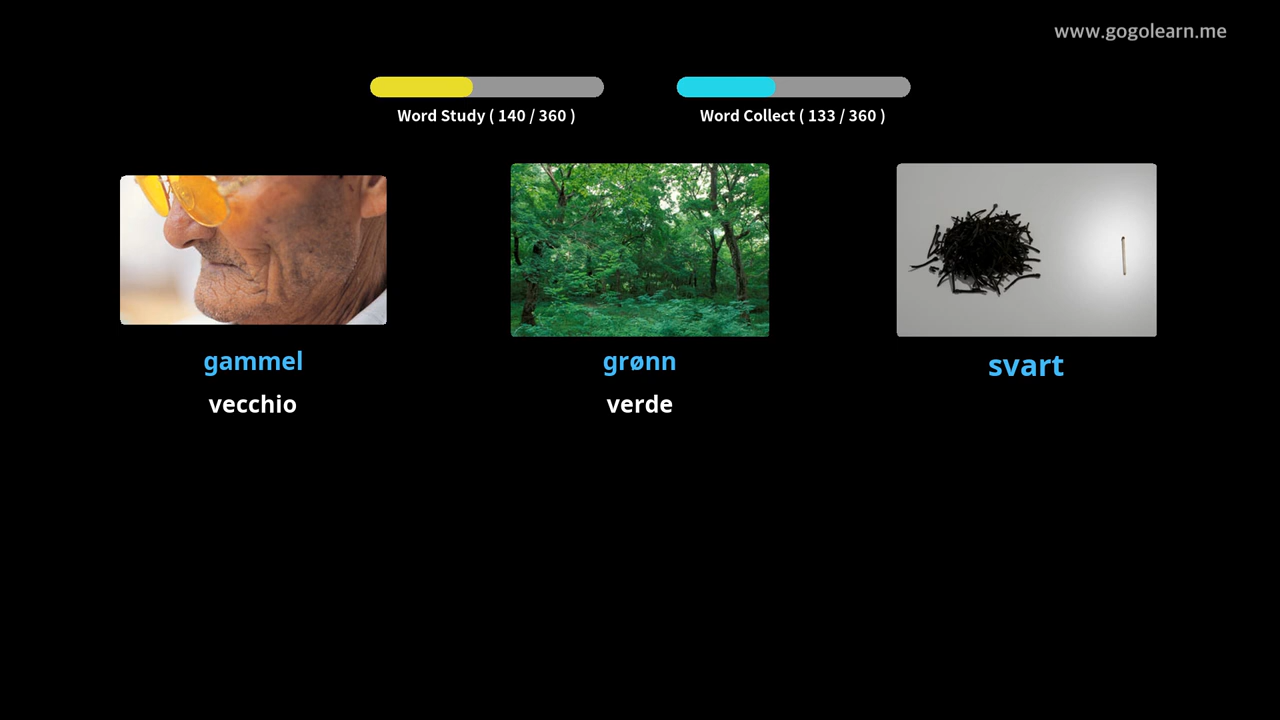 www.gogolearn.me
Word Study ( 140 / 360 )
Word Collect ( 133 / 360 )
gammel
grønn
svart
vecchio
verde